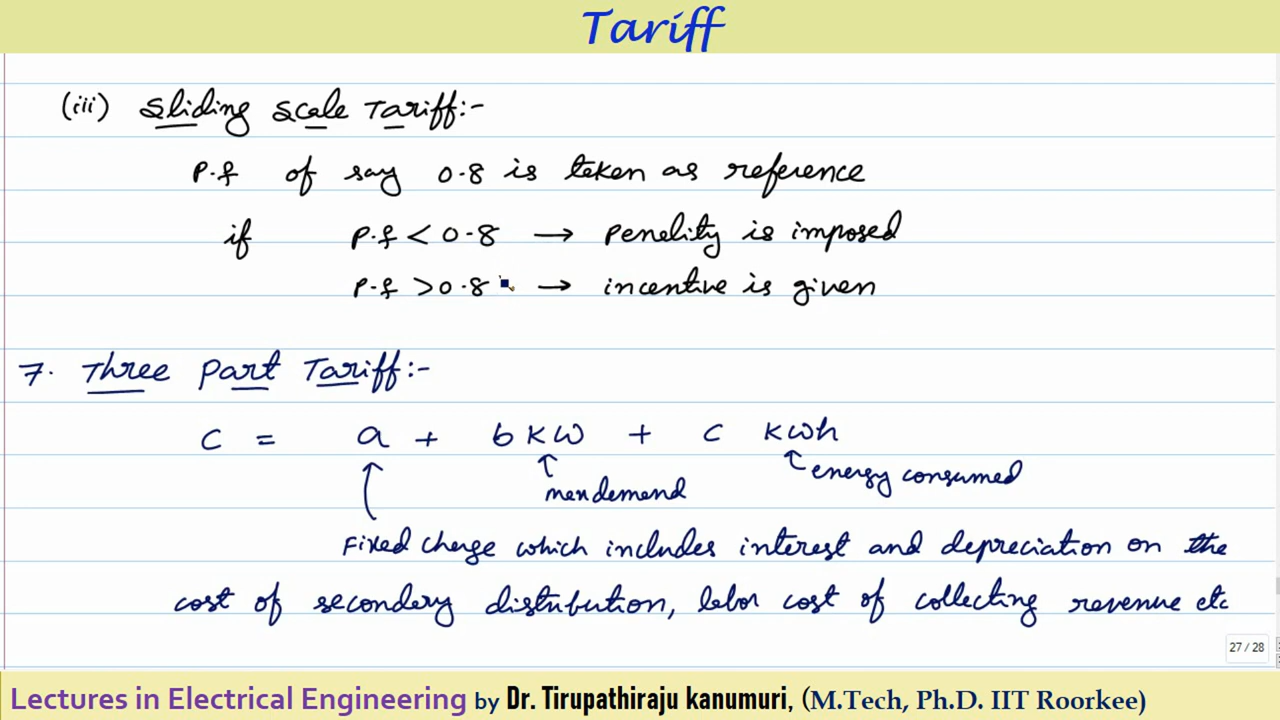 Tariff
(iii) Sliding Scale Tariff:-
P.f of say 0.8 is taken as reference
if P.f < 0.8 → Penality is imposed
P.f > 0.8 → incentive is given
7. Three Part Tariff:-
C = a + b KW + c KWh
max demand
energy consumed
Fixed charge which includes interest and depreciation on the
cost of secondary distribution, labor cost of collecting revenue etc
27 / 28
Lectures in Electrical Engineering by Dr. Tirupathiraju kanumuri, (M.Tech, Ph.D. IIT Roorkee)